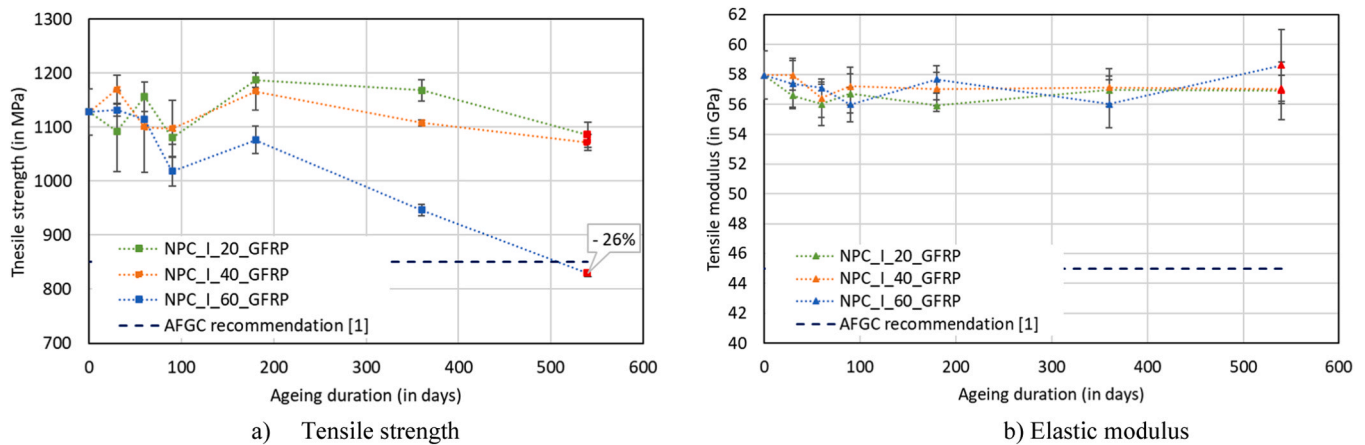 1300
1200
1100
1000
900
800
700
0
100
200
300
400
500
600
Tnesile strength (in MPa)
Ageing duration (in days)
- 26%
NPC_I_20_GFRP
NPC_I_40_GFRP
NPC_I_60_GFRP
AFGC recommendation [1]
a) Tensile strength
62
60
58
56
54
52
50
48
46
44
42
40
0
100
200
300
400
500
600
Tensile modulus (in GPa)
Ageing duration (in days)
NPC_I_20_GFRP
NPC_I_40_GFRP
NPC_I_60_GFRP
AFGC recommendation [1]
b) Elastic modulus